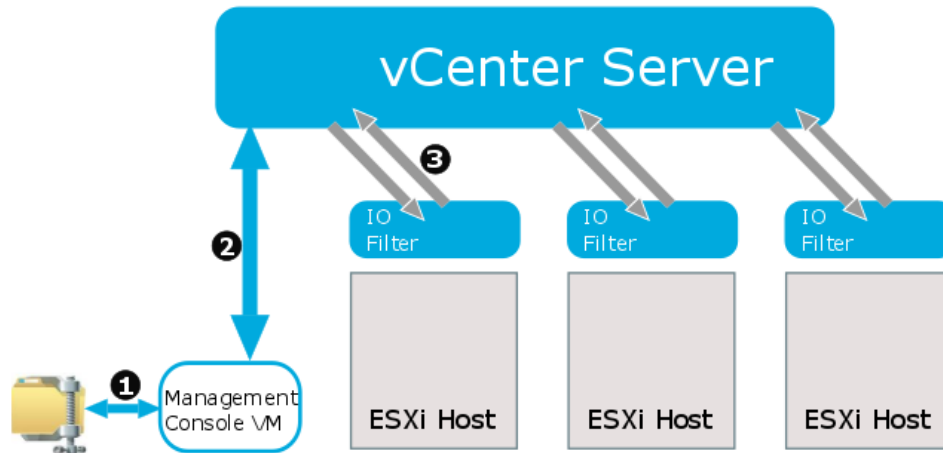 vCenter Server
3
IO
Filter
IO
Filter
IO
Filter
2
1
Management
Console VM
ESXi Host
ESXi Host
ESXi Host